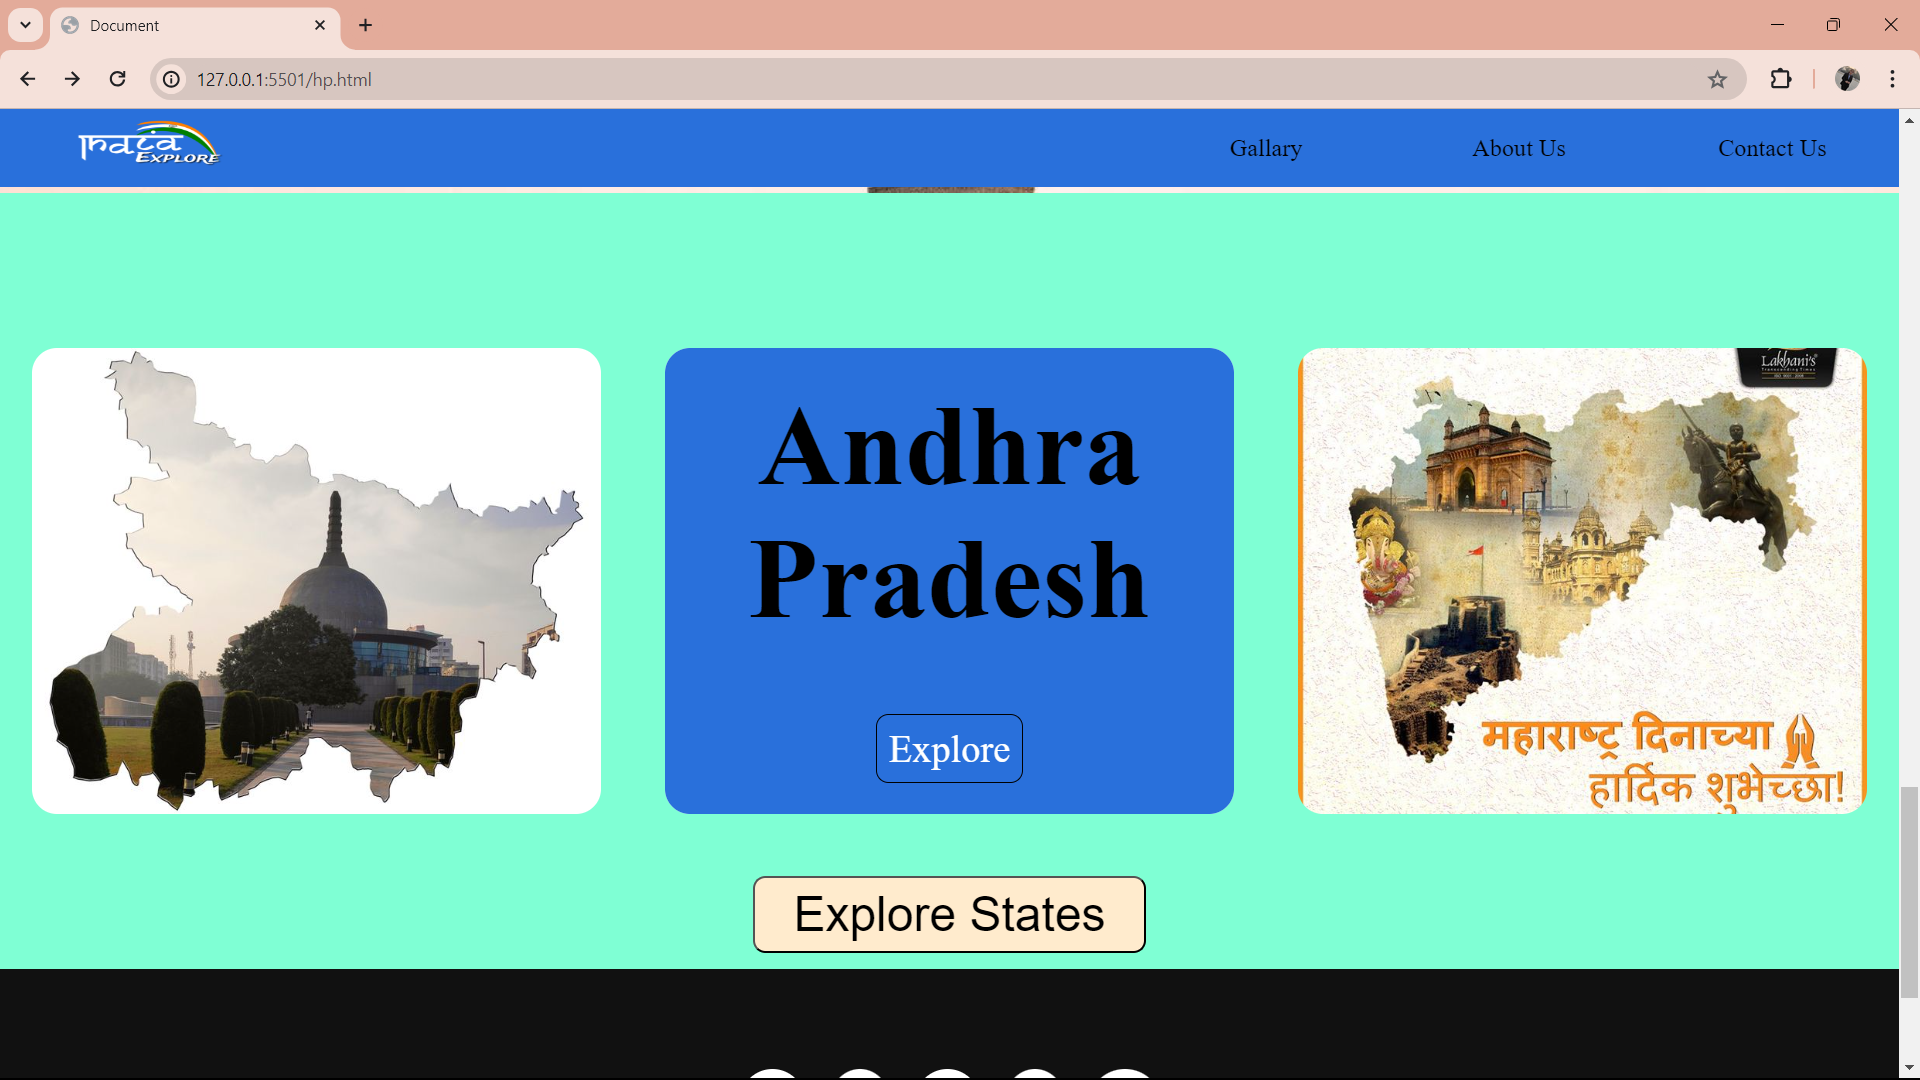 Document
127.0.0.1:5501/hp.html
India
EXPLORE
Gallary
About Us
Contact Us
Andhra
Pradesh
Explore
Lakhani's
महाराष्ट्र दिनाच्या
हार्दिक शुभेच्छा!
Explore States